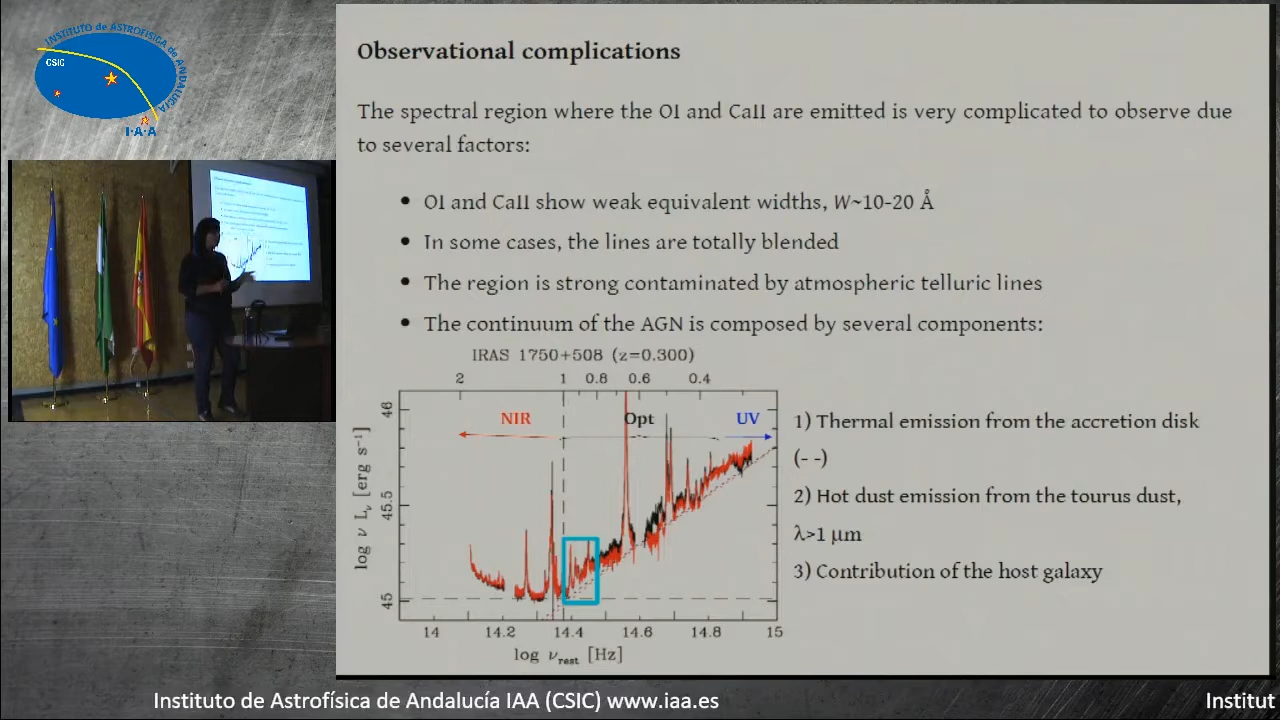 INSTITUTO de ASTROFÍSICA de ANDALUCÍA
CSIC
I·A·A
Observational complications
The spectral region where the OI and CaII are emitted is very complicated to observe due
to several factors:
• OI and CaII show weak equivalent widths, W~10-20 Å
• In some cases, the lines are totally blended
• The region is strong contaminated by atmospheric telluric lines
• The continuum of the AGN is composed by several components:
IRAS 1750+508 (z=0.300)
2 1 0.8 0.6 0.4
NIR Opt UV
46
45.5
45
log ν Lν [erg s⁻¹]
14 14.2 14.4 14.6 14.8 15
log νrest [Hz]
1) Thermal emission from the accretion disk
(- -)
2) Hot dust emission from the tourus dust,
λ>1 μm
3) Contribution of the host galaxy
Instituto de Astrofísica de Andalucía IAA (CSIC) www.iaa.es
Institut